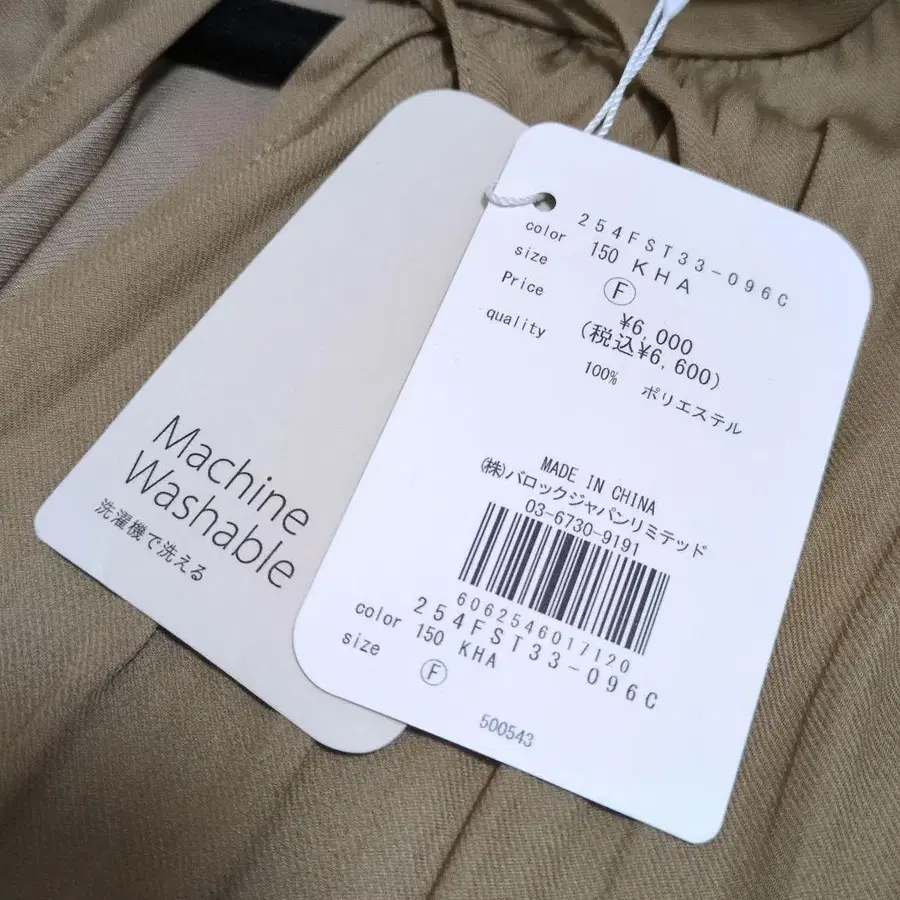 Machine
Washable
洗濯機で洗える
254FST33-096C
color 150 KHA
size Ⓕ
Price ¥6,000
(税込¥6,600)
quality 100% ポリエステル
MADE IN CHINA
(株)バロックジャパンリミテッド
03-6730-9191
6062546017120
254FST33-096C
color 150 KHA
size Ⓕ
500543